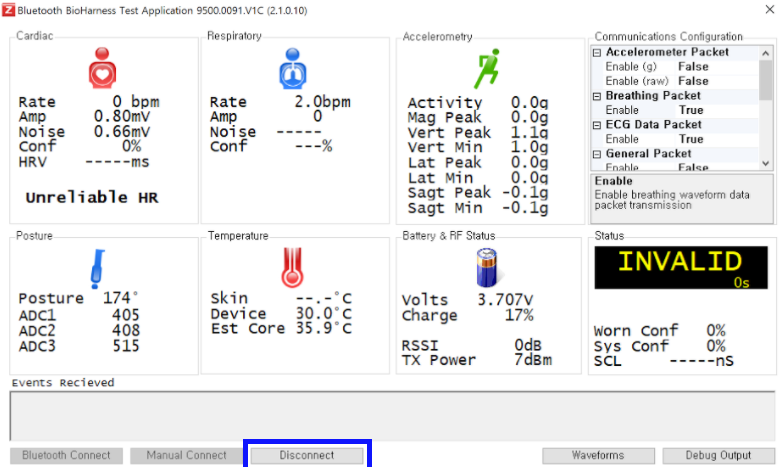 Bluetooth BioHarness Test Application 9500.0091.V1C (2.1.0.10)
Cardiac
Rate 0 bpm
Amp 0.80mV
Noise 0.66mV
Conf 0%
HRV -----ms
Unreliable HR
Respiratory
Rate 2.0bpm
Amp 0
Noise -----
Conf ---%
Accelerometry
Activity 0.0g
Mag Peak 0.0g
Vert Peak 1.1g
Vert Min 1.0g
Lat Peak 0.0g
Lat Min 0.0g
Sagt Peak -0.1g
Sagt Min -0.1g
Communications Configuration
Accelerometer Packet
Enable (g) False
Enable (raw) False
Breathing Packet
Enable True
ECG Data Packet
Enable True
General Packet
Enable False
Enable
Enable breathing waveform data
packet transmission
Posture
Posture 174°
ADC1 405
ADC2 408
ADC3 515
Temperature
Skin --.-°C
Device 30.0°C
Est Core 35.9°C
Battery & RF Status
Volts 3.707V
Charge 17%
RSSI 0dB
TX Power 7dBm
Status
INVALID
0s
Worn Conf 0%
Sys Conf 0%
SCL -----nS
Events Recieved
Bluetooth Connect
Manual Connect
Disconnect
Waveforms
Debug Output